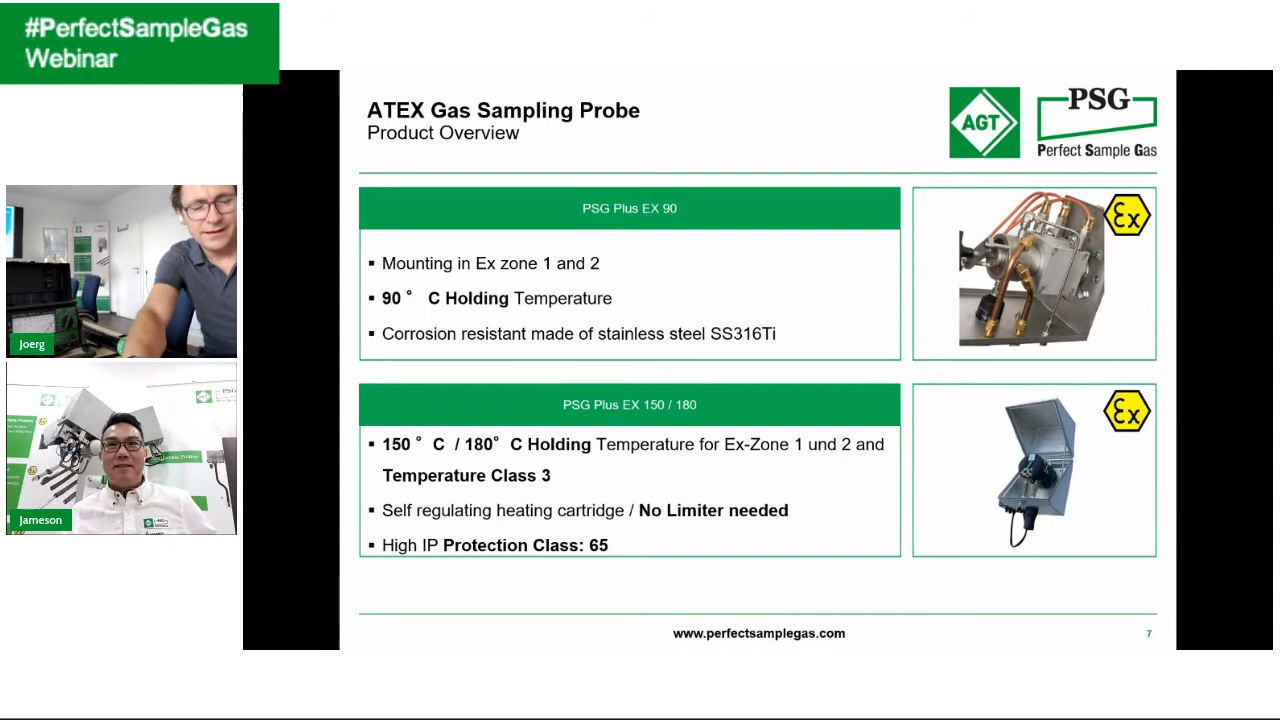 #PerfectSampleGas
Webinar
ATEX Gas Sampling Probe
Product Overview
AGT
PSG
Perfect Sample Gas
PSG Plus EX 90
▪ Mounting in Ex zone 1 and 2
▪ 90° C Holding Temperature
▪ Corrosion resistant made of stainless steel SS316Ti
Ex
PSG Plus EX 150 / 180
▪ 150° C / 180° C Holding Temperature for Ex-Zone 1 und 2 and
Temperature Class 3
▪ Self regulating heating cartridge / No Limiter needed
▪ High IP Protection Class: 65
Ex
www.perfectsamplegas.com
7
Joerg
PSG
Jameson